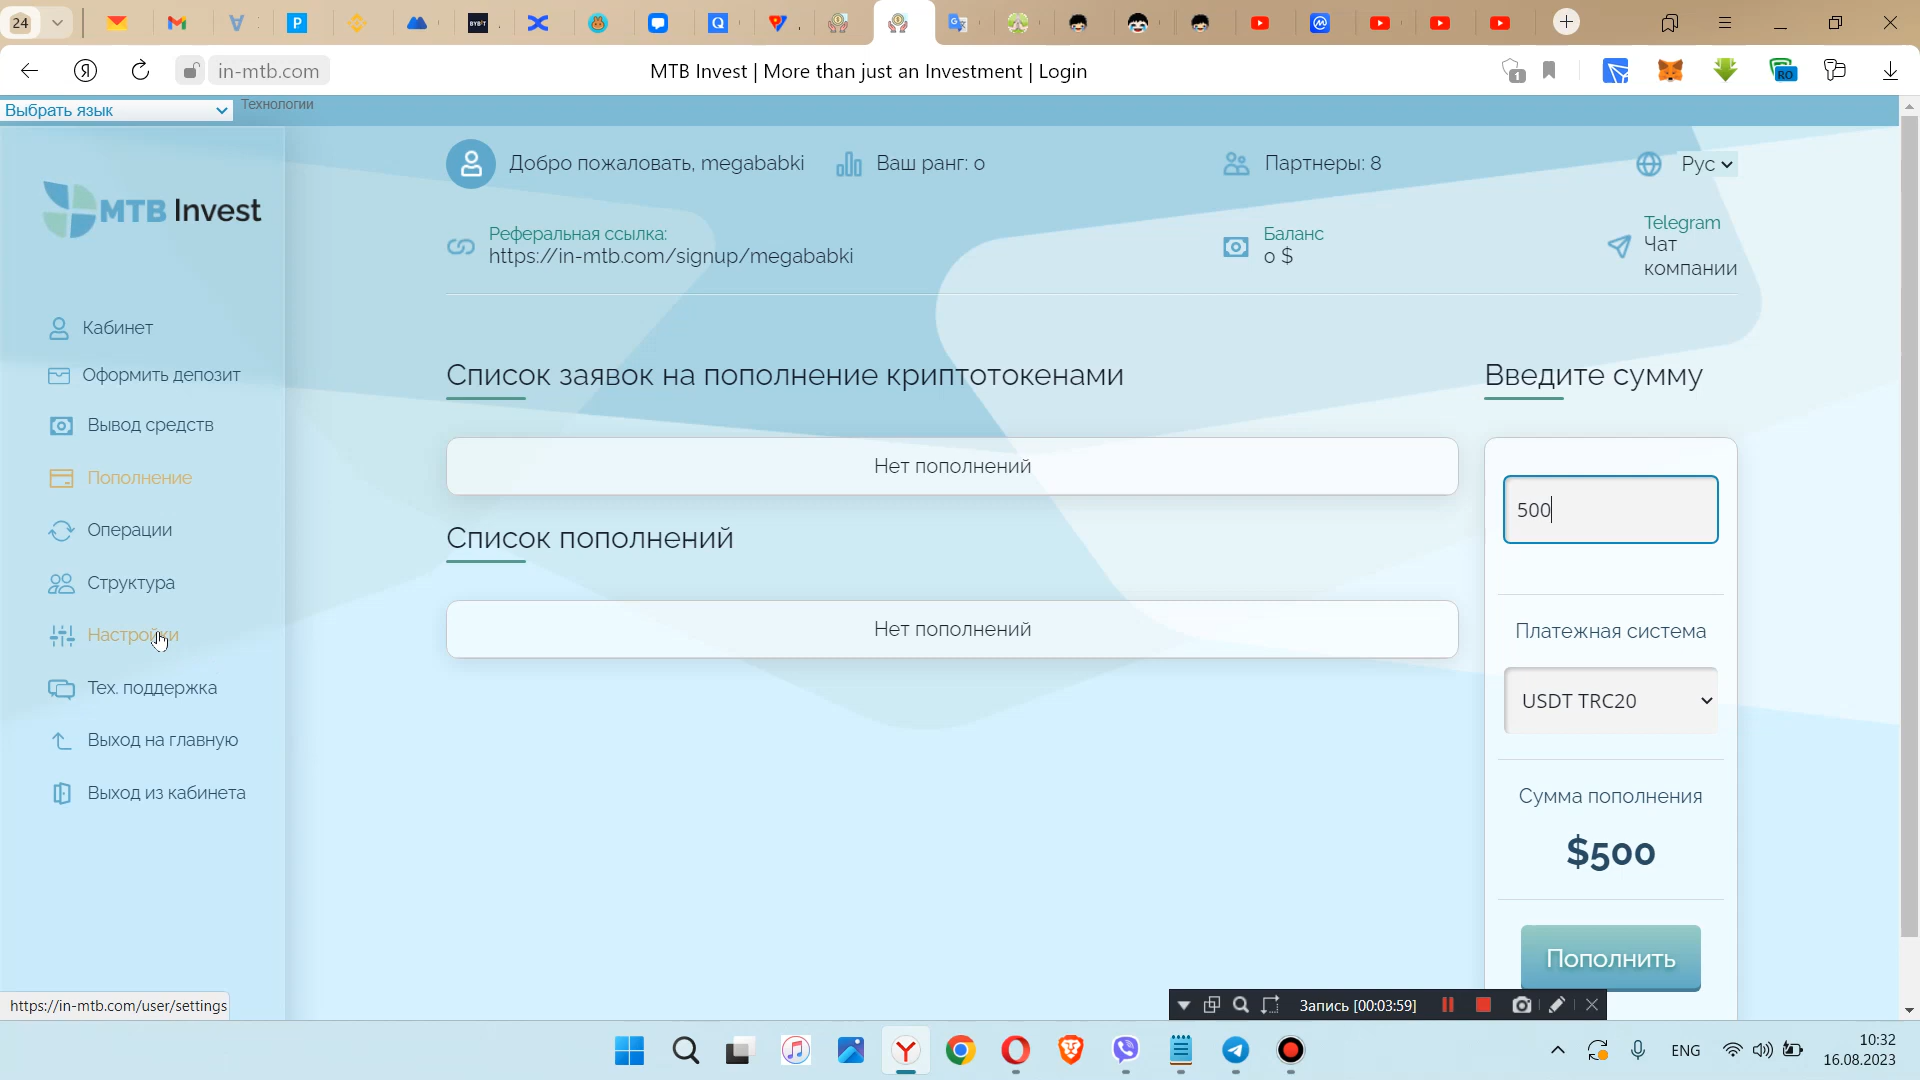 24
in-mtb.com
MTB Invest | More than just an Investment | Login
1
RO
Выбрать язык
Технологии
MTB Invest
Добро пожаловать, megababki
Ваш ранг: 0
Партнеры: 8
Рус
Реферальная ссылка:
https://in-mtb.com/signup/megababki
Баланс
0 $
Telegram
Чат
компании
Кабинет
Оформить депозит
Вывод средств
Пополнение
Операции
Структура
Настройки
Тех. поддержка
Выход на главную
Выход из кабинета
Список заявок на пополнение криптотокенами
Нет пополнений
Список пополнений
Нет пополнений
Введите сумму
500
Платежная система
USDT TRC20
Сумма пополнения
$500
Пополнить
https://in-mtb.com/user/settings
Запись [00:03:59]
ENG
10:32
16.08.2023